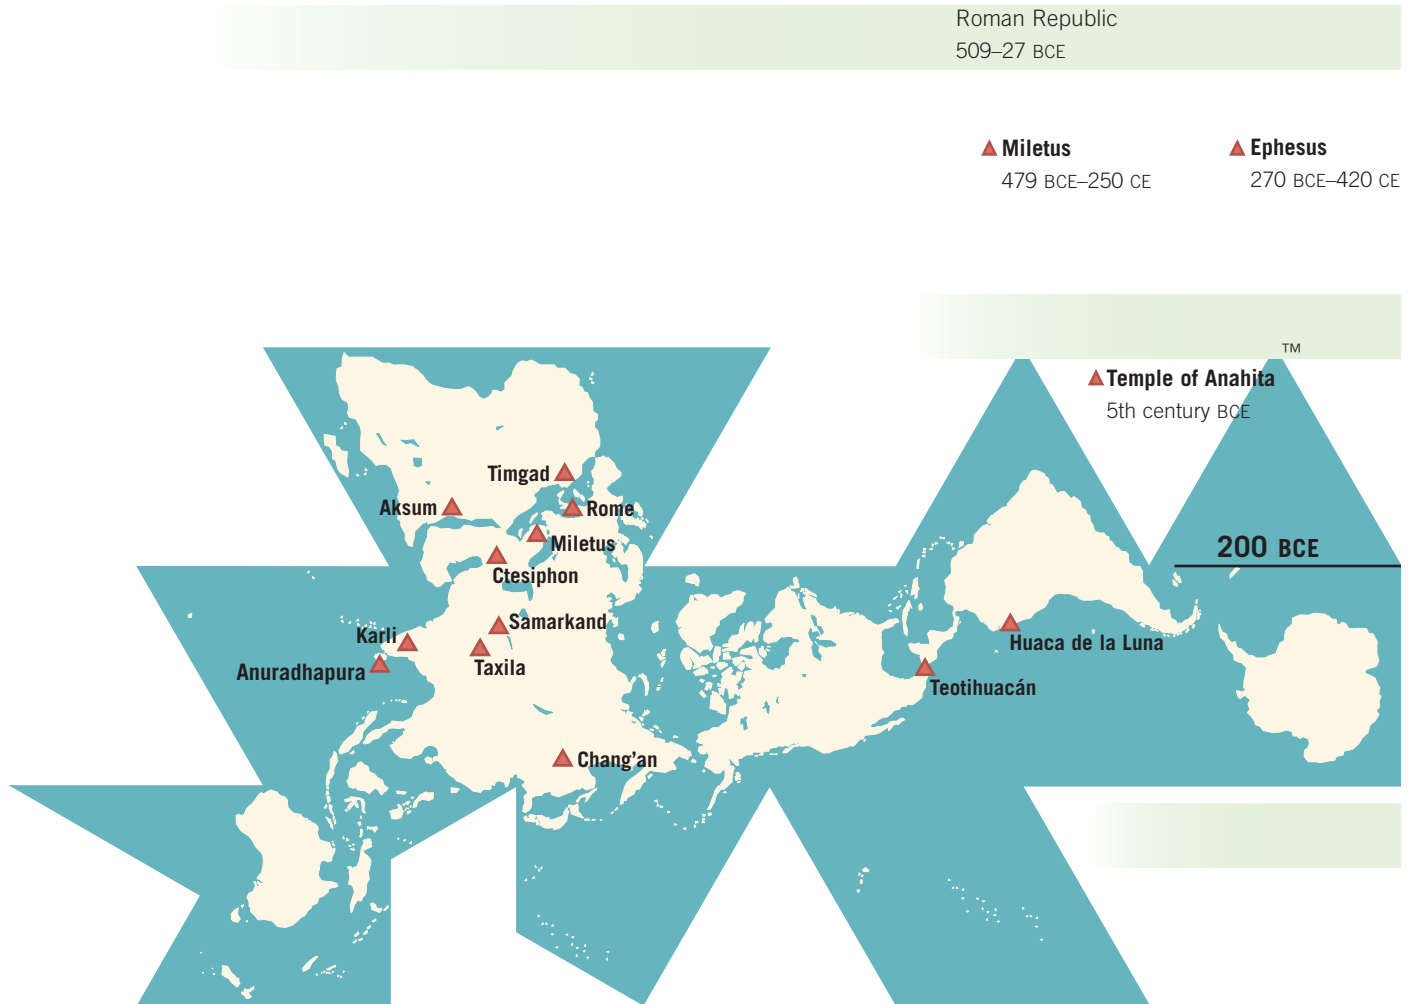 Roman Republic
509–27 BCE
Miletus
479 BCE–250 CE
Ephesus
270 BCE–420 CE
TM
Temple of Anahita
5th century BCE
Timgad
Aksum
Rome
Miletus
200 BCE
Ctesiphon
Samarkand
Karli
Huaca de la Luna
Taxila
Anuradhapura
Teotihuacán
Chang’an